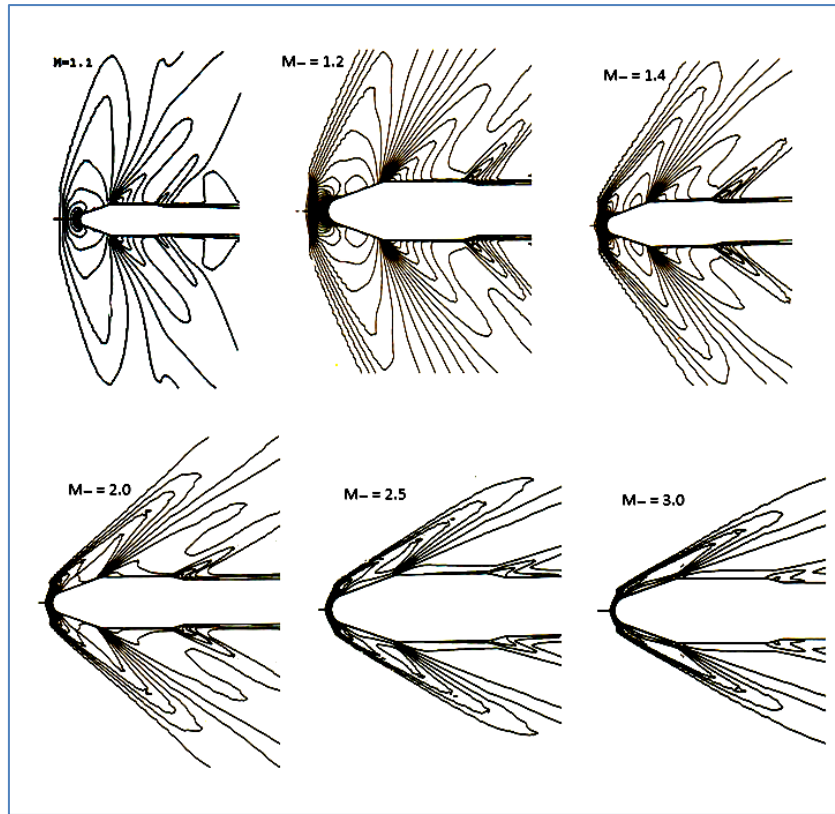 M=1.1
M− = 1.2
M− = 1.4
M− = 2.0
M− = 2.5
M− = 3.0